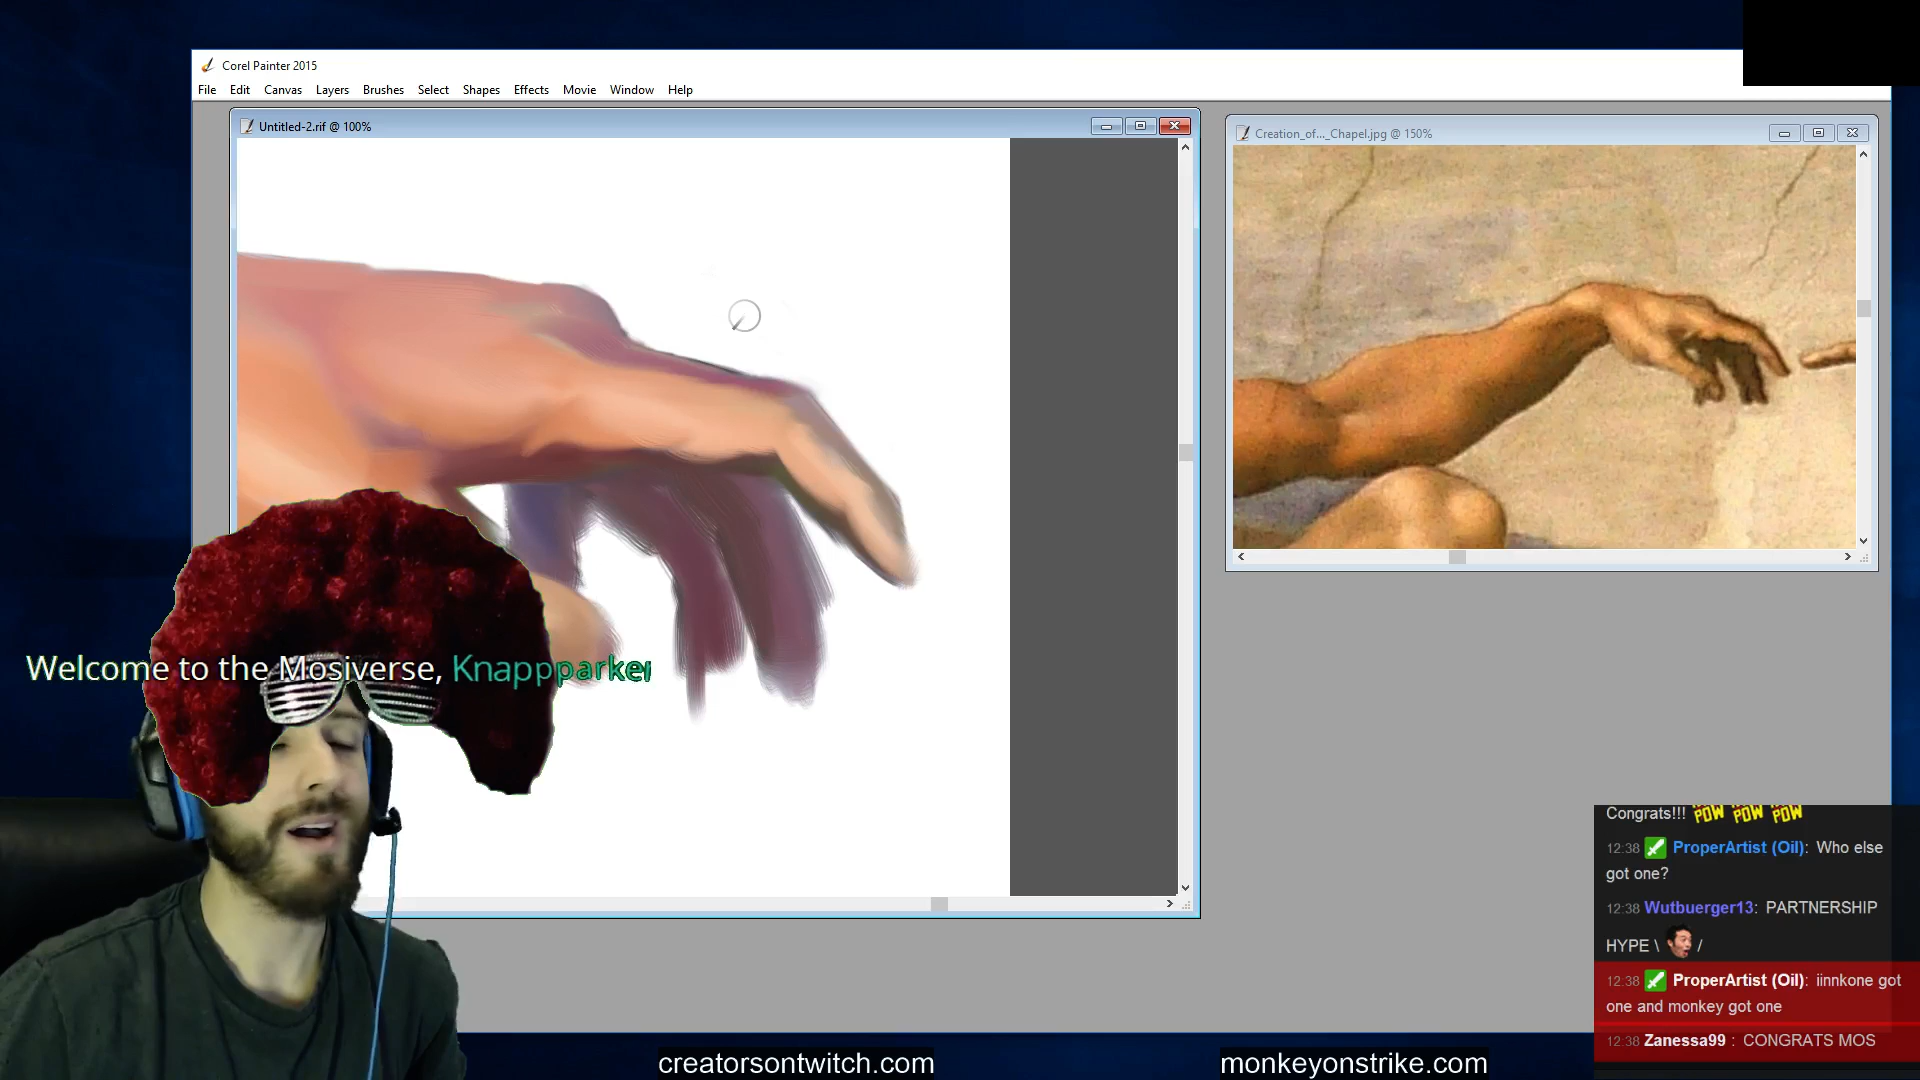 Corel Painter 2015
File Edit Canvas Layers Brushes Select Shapes Effects Movie Window Help
Untitled-2.rif @ 100%
Creation_of..._Chapel.jpg @ 150%
Welcome to the Mosiverse, Knappparker
Congrats!!! POW POW POW
12:38 ProperArtist (Oil): Who else
got one?
12:38 Wutbuerger13: PARTNERSHIP
HYPE \ /
12:38 ProperArtist (Oil): iinnkone got
one and monkey got one
12:38 Zanessa99 : CONGRATS MOS
creatorsontwitch.com
monkeyonstrike.com